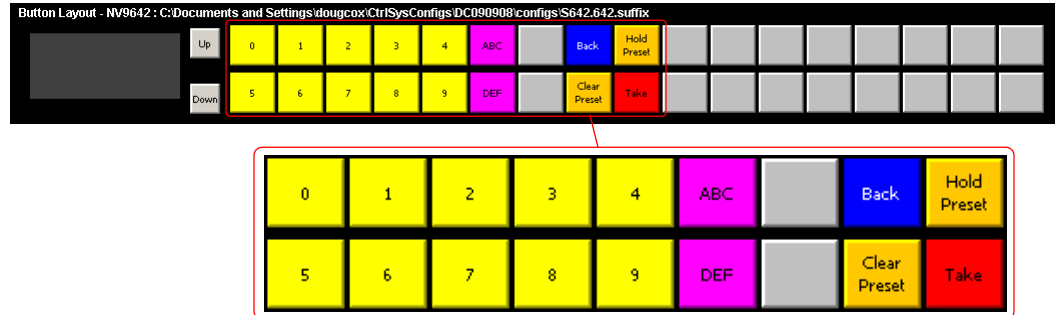 Button Layout - NV9642 : C:\Documents and Settings\dougcox\CtrlSysConfigs\DC090908\configs\S642.642.suffix
Up 0 1 2 3 4 ABC Back Hold Preset
Down 5 6 7 8 9 DEF Clear Preset Take
0 1 2 3 4 ABC Back Hold Preset
5 6 7 8 9 DEF Clear Preset Take